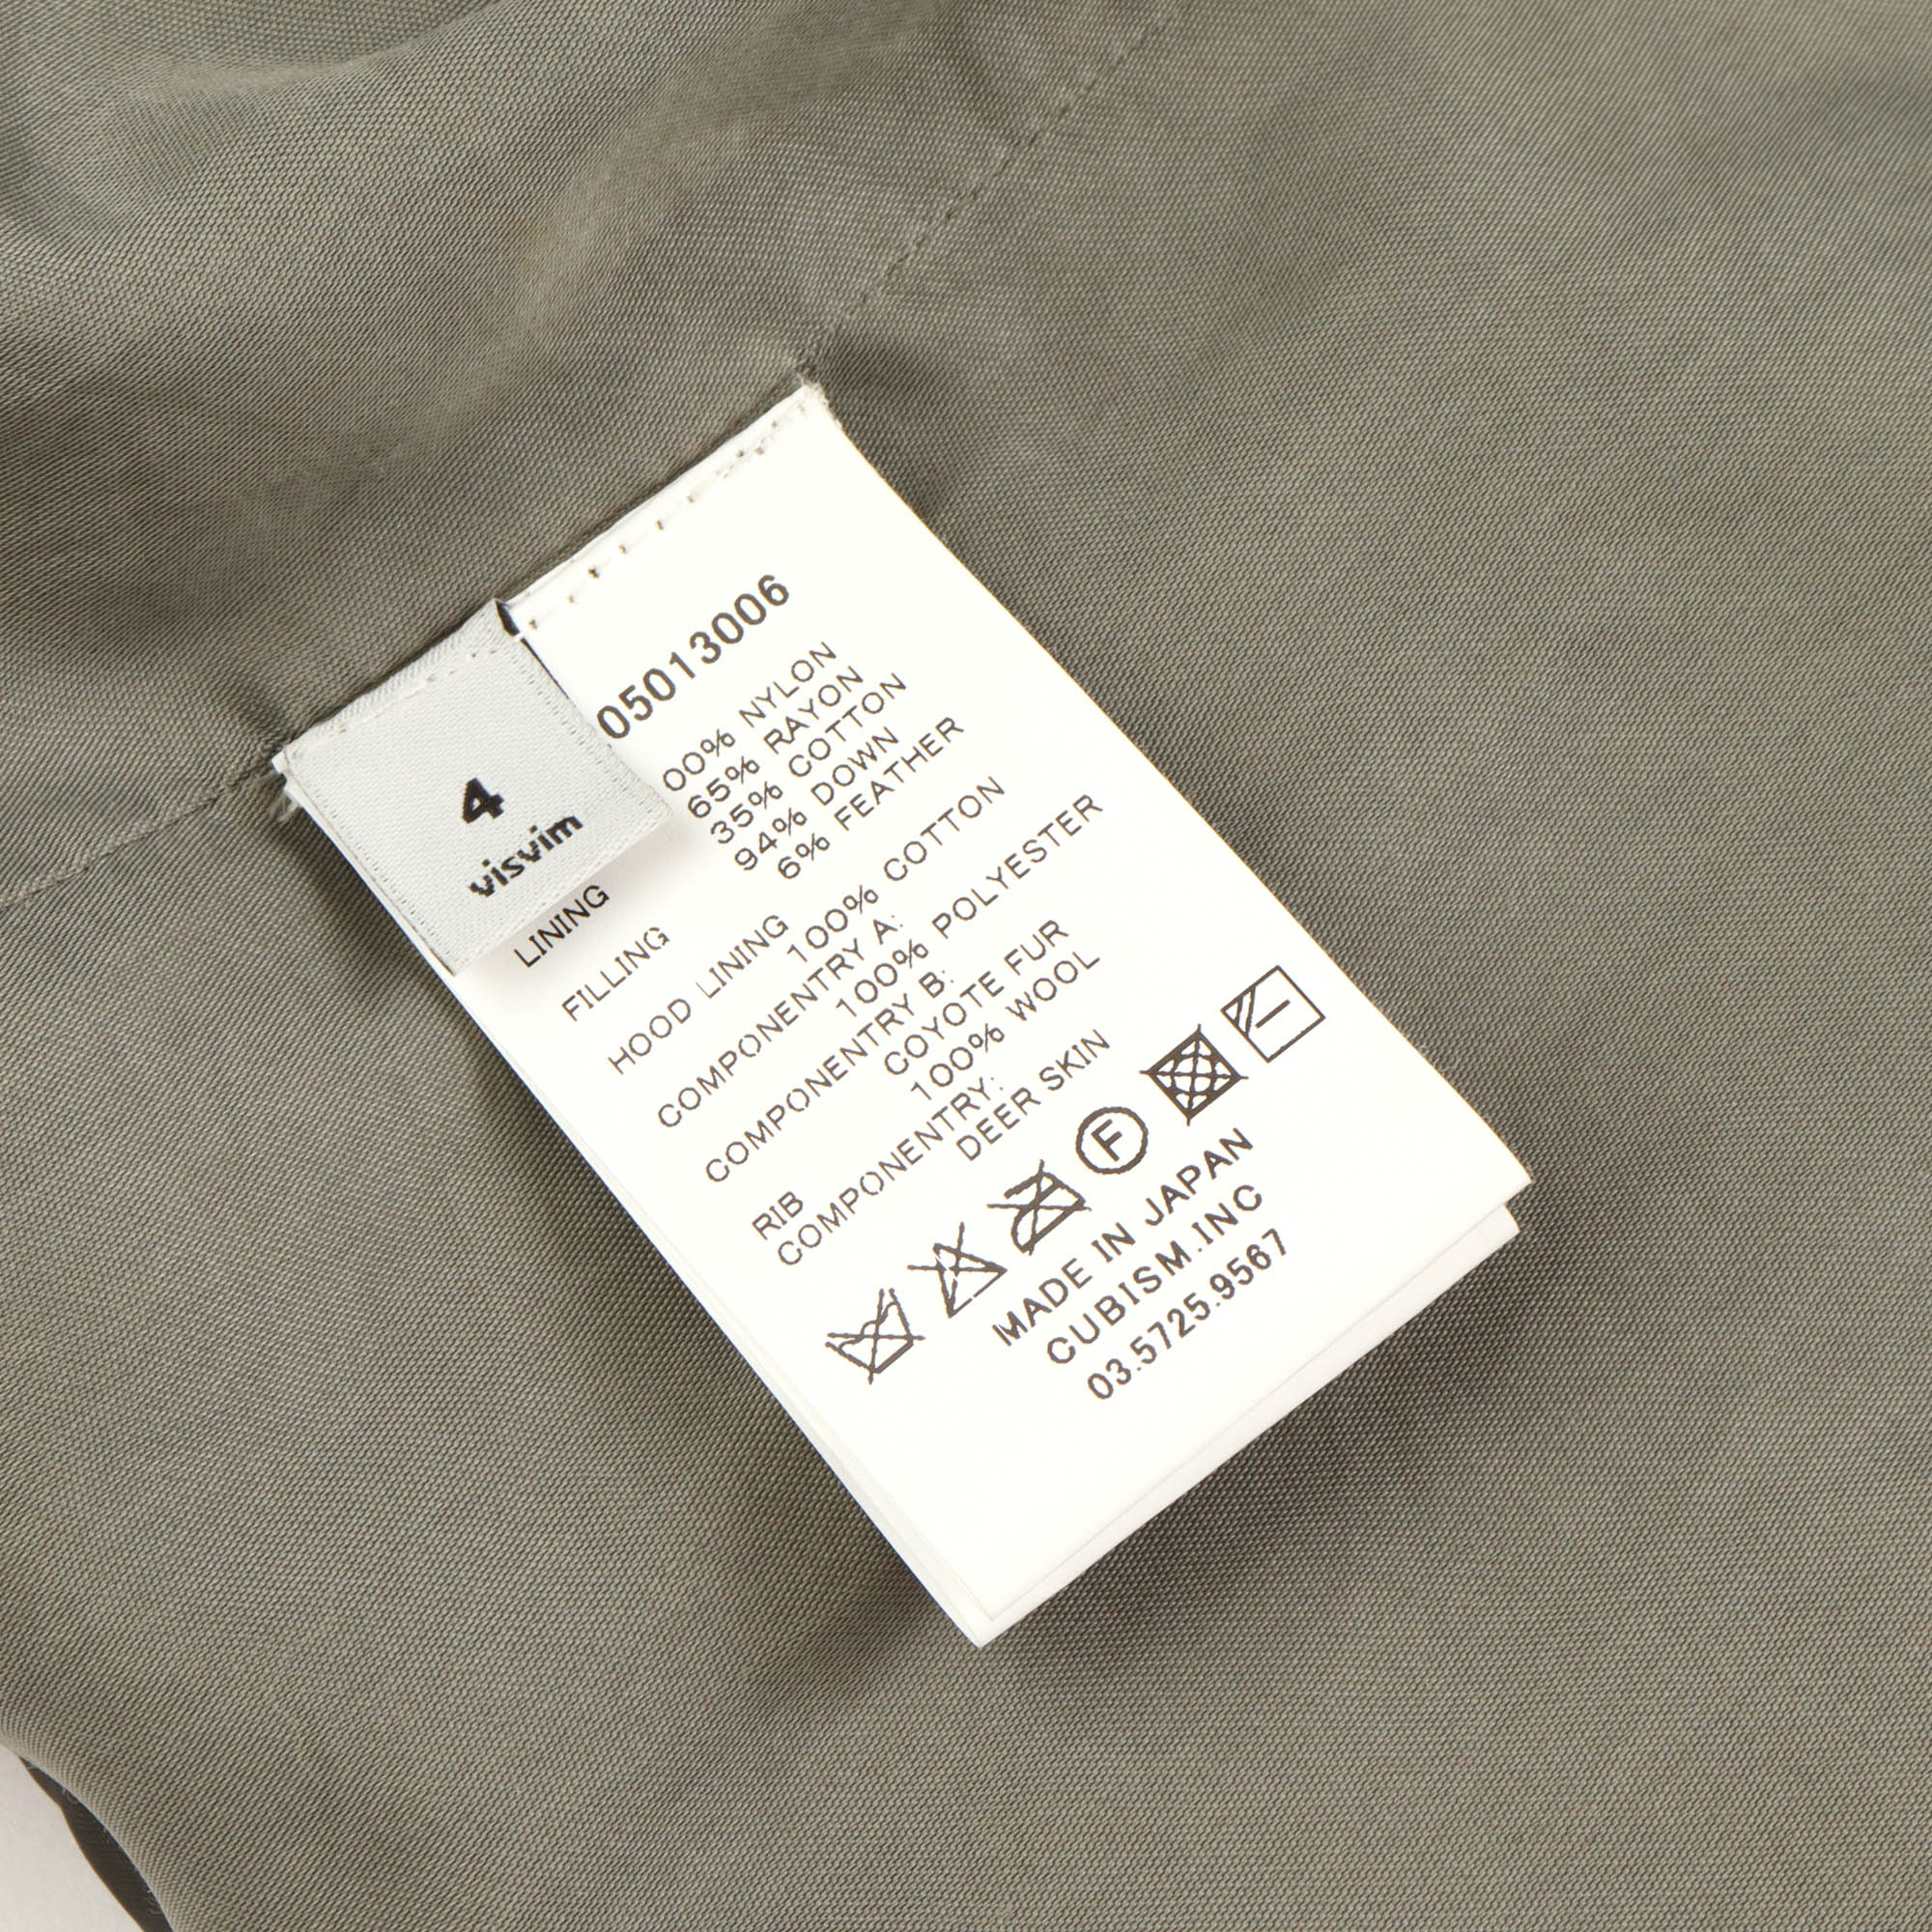 4
visvim
05013006
00% NYLON
LINING 65% RAYON
35% COTTON
FILLING 94% DOWN
6% FEATHER
HOOD LINING
100% COTTON
COMPONENTRY A:
100% POLYESTER
COMPONENTRY B:
COYOTE FUR
RIB 100% WOOL
COMPONENTRY:
DEER SKIN
F
MADE IN JAPAN
CUBISM.INC
03.5725.9567